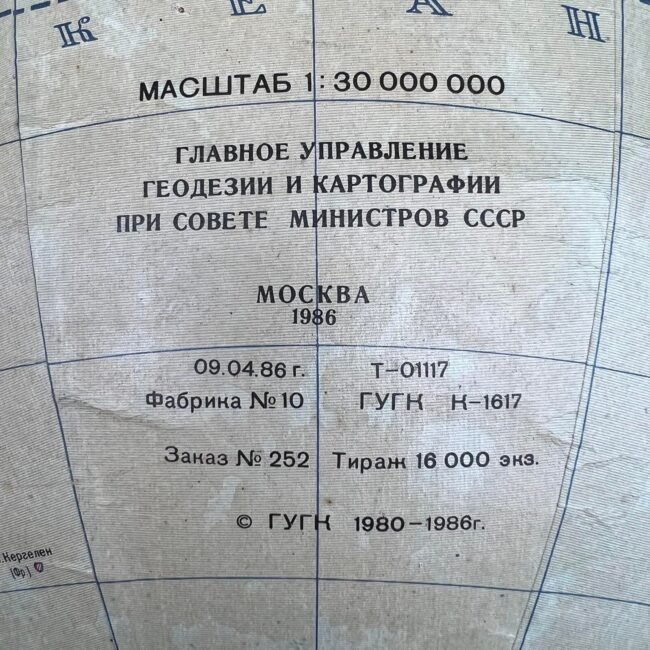 К Е А Н
МАСШТАБ 1:30 000 000
ГЛАВНОЕ УПРАВЛЕНИЕ
ГЕОДЕЗИИ И КАРТОГРАФИИ
ПРИ СОВЕТЕ МИНИСТРОВ СССР
МОСКВА
1986
09.04.86 г. Т-01117
Фабрика № 10 ГУГК К-1617
Заказ № 252 Тираж 16 000 экз.
© ГУГК 1980-1986г.
.Кергелен
(Фр.)